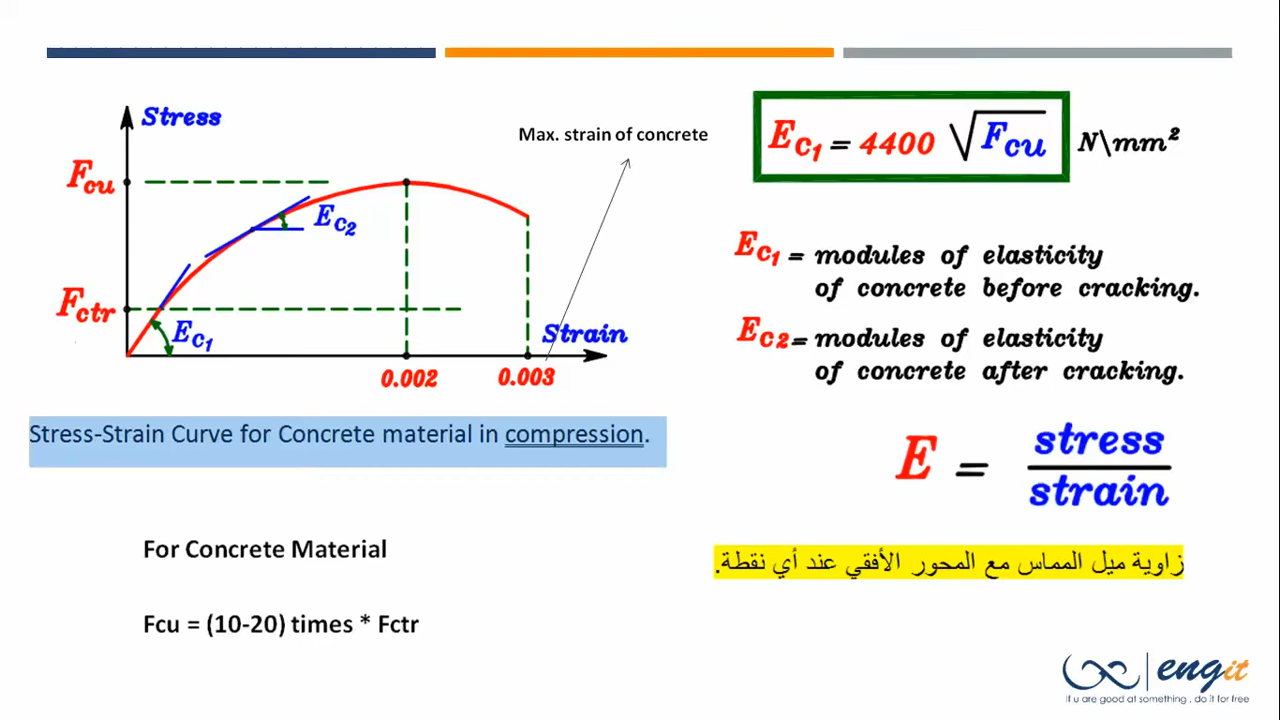 Stress
Max. strain of concrete
Fcu
Ec2
Fctr
Ec1
Strain
0.002
0.003
Stress-Strain Curve for Concrete material in compression.
For Concrete Material
Fcu = (10-20) times * Fctr
Ec1 = 4400 √Fcu N\mm²
Ec1 = modules of elasticity
of concrete before cracking.
Ec2= modules of elasticity
of concrete after cracking.
E = stress
strain
زاوية ميل المماس مع المحور الأفقي عند أي نقطة.
engit
if u are good at something , do it for free